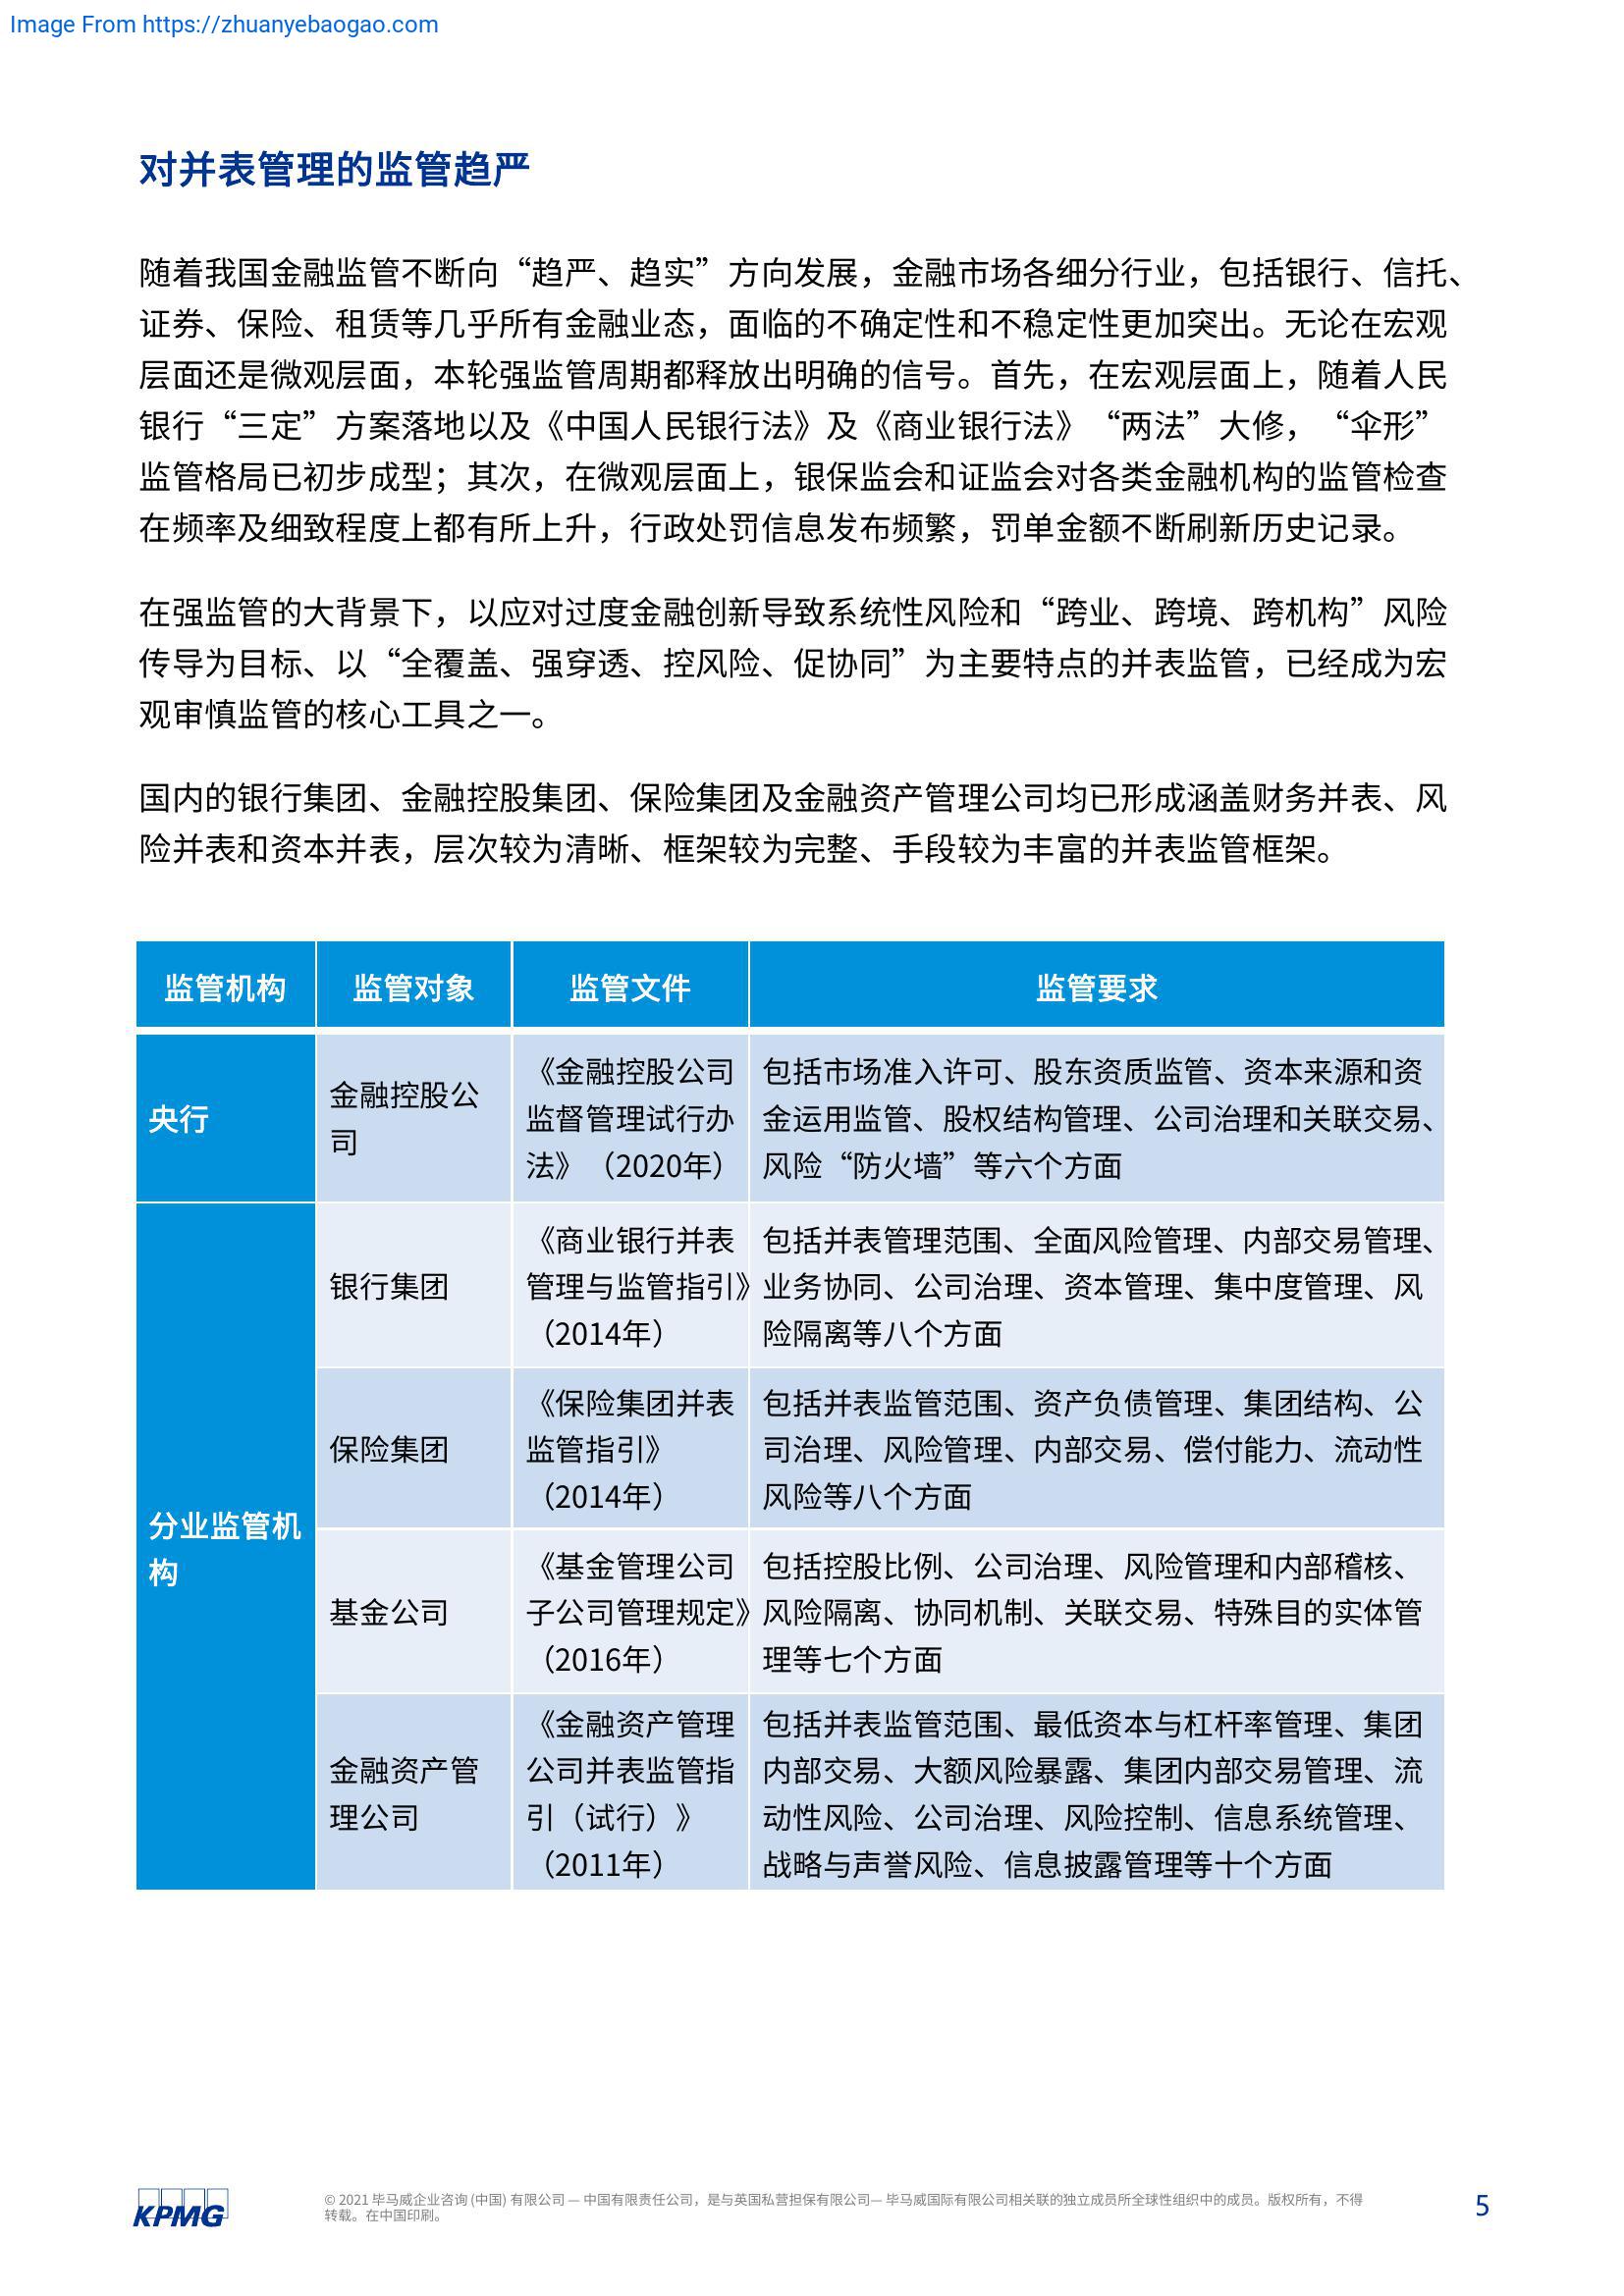 Image From https://zhuanyebaogao.com
对并表管理的监管趋严
随着我国金融监管不断向“趋严、趋实”方向发展，金融市场各细分行业，包括银行、信托、
证券、保险、租赁等几乎所有金融业态，面临的不确定性和不稳定性更加突出。无论在宏观
层面还是微观层面，本轮强监管周期都释放出明确的信号。首先，在宏观层面上，随着人民
银行“三定”方案落地以及《中国人民银行法》及《商业银行法》“两法”大修，“伞形”
监管格局已初步成型；其次，在微观层面上，银保监会和证监会对各类金融机构的监管检查
在频率及细致程度上都有所上升，行政处罚信息发布频繁，罚单金额不断刷新历史记录。
在强监管的大背景下，以应对过度金融创新导致系统性风险和“跨业、跨境、跨机构”风险
传导为目标、以“全覆盖、强穿透、控风险、促协同”为主要特点的并表监管，已经成为宏
观审慎监管的核心工具之一。
国内的银行集团、金融控股集团、保险集团及金融资产管理公司均已形成涵盖财务并表、风
险并表和资本并表，层次较为清晰、框架较为完整、手段较为丰富的并表监管框架。
监管机构
监管对象
监管文件
监管要求
央行
金融控股公
司
《金融控股公司
监督管理试行办
法》（2020年）
包括市场准入许可、股东资质监管、资本来源和资
金运用监管、股权结构管理、公司治理和关联交易、
风险“防火墙”等六个方面
分业监管机
构
银行集团
《商业银行并表
管理与监管指引》
（2014年）
包括并表管理范围、全面风险管理、内部交易管理、
业务协同、公司治理、资本管理、集中度管理、风
险隔离等八个方面
保险集团
《保险集团并表
监管指引》
（2014年）
包括并表监管范围、资产负债管理、集团结构、公
司治理、风险管理、内部交易、偿付能力、流动性
风险等八个方面
基金公司
《基金管理公司
子公司管理规定》
（2016年）
包括控股比例、公司治理、风险管理和内部稽核、
风险隔离、协同机制、关联交易、特殊目的实体管
理等七个方面
金融资产管
理公司
《金融资产管理
公司并表监管指
引（试行）》
（2011年）
包括并表监管范围、最低资本与杠杆率管理、集团
内部交易、大额风险暴露、集团内部交易管理、流
动性风险、公司治理、风险控制、信息系统管理、
战略与声誉风险、信息披露管理等十个方面
KPMG
© 2021 毕马威企业咨询 (中国) 有限公司 — 中国有限责任公司，是与英国私营担保有限公司— 毕马威国际有限公司相关联的独立成员所全球性组织中的成员。版权所有，不得
转载。在中国印刷。
5